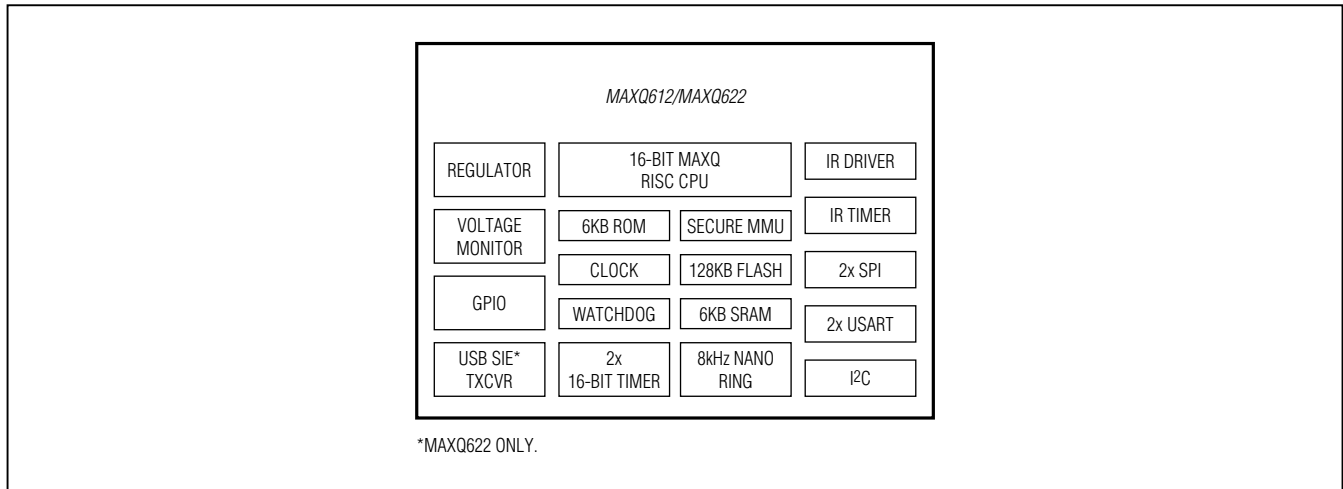 MAXQ612/MAXQ622
REGULATOR
16-BIT MAXQ
RISC CPU
IR DRIVER
VOLTAGE
MONITOR
6KB ROM
SECURE MMU
IR TIMER
CLOCK
128KB FLASH
2x SPI
GPIO
WATCHDOG
6KB SRAM
2x USART
USB SIE*
TXCVR
2x
16-BIT TIMER
8kHz NANO
RING
I²C
*MAXQ622 ONLY.